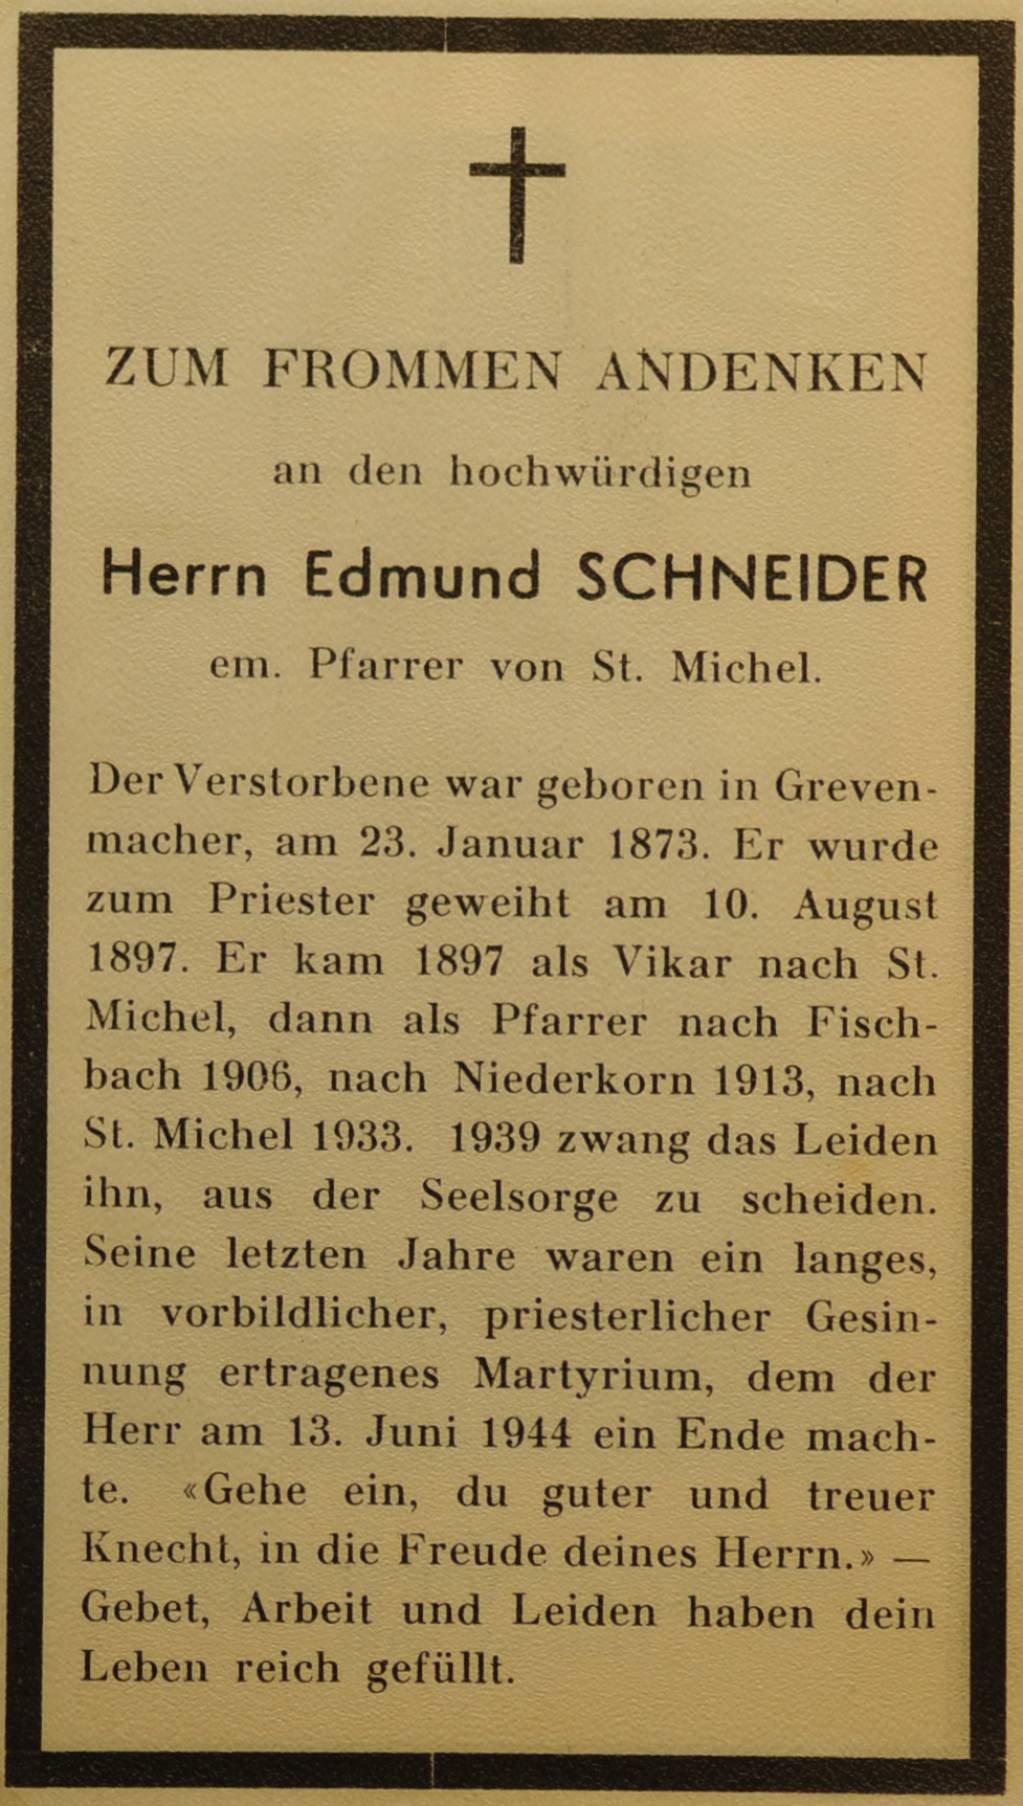 ZUM FROMMEN ANDENKEN
an den hochwürdigen
Herrn Edmund SCHNEIDER
em. Pfarrer von St. Michel.
Der Verstorbene war geboren in Greven-
macher, am 23. Januar 1873. Er wurde
zum Priester geweiht am 10. August
1897. Er kam 1897 als Vikar nach St.
Michel, dann als Pfarrer nach Fisch-
bach 1906, nach Niederkorn 1913, nach
St. Michel 1933. 1939 zwang das Leiden
ihn, aus der Seelsorge zu scheiden.
Seine letzten Jahre waren ein langes,
in vorbildlicher, priesterlicher Gesin-
nung ertragenes Martyrium, dem der
Herr am 13. Juni 1944 ein Ende mach-
te. «Gehe ein, du guter und treuer
Knecht, in die Freude deines Herrn.» —
Gebet, Arbeit und Leiden haben dein
Leben reich gefüllt.